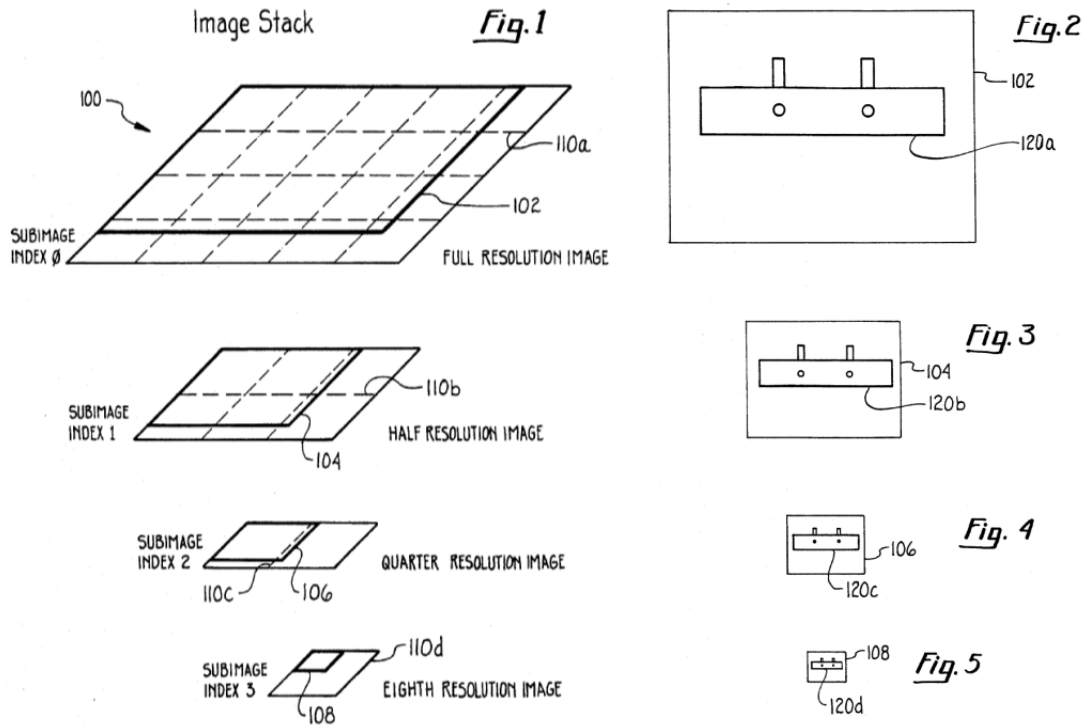 Image Stack
Fig. 1
100
110a
102
SUBIMAGE
INDEX Ø
FULL RESOLUTION IMAGE
Fig. 2
102
120a
110b
SUBIMAGE
INDEX 1
104
HALF RESOLUTION IMAGE
Fig. 3
104
120b
SUBIMAGE
INDEX 2
110c
106
QUARTER RESOLUTION IMAGE
Fig. 4
106
120c
110d
SUBIMAGE
INDEX 3
108
EIGHTH RESOLUTION IMAGE
108
Fig. 5
120d